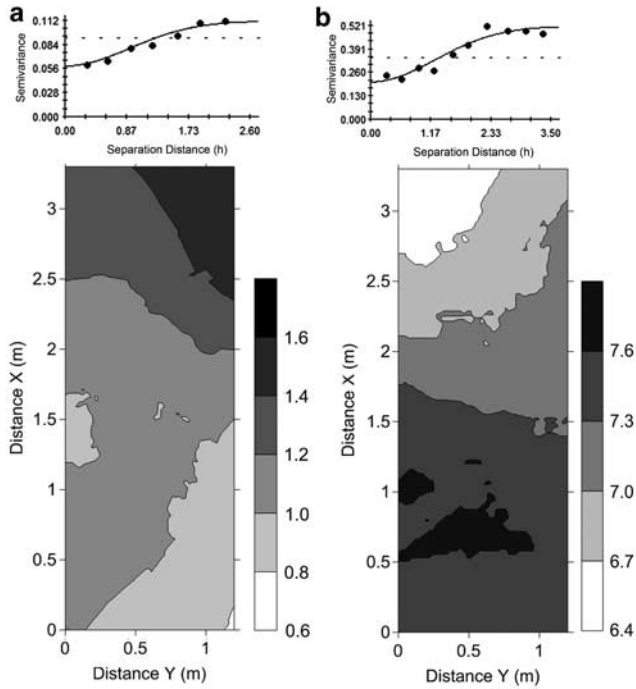 a
0.112
0.084
0.056
0.028
0.000
Semivariance
0.00 0.87 1.73 2.60
Separation Distance (h)
3
2.5
2
1.5
1
0.5
0
Distance X (m)
0 0.5 1
Distance Y (m)
1.6
1.4
1.2
1.0
0.8
0.6
b
0.521
0.391
0.260
0.130
0.000
Semivariance
0.00 1.17 2.33 3.50
Separation Distance (h)
3
2.5
2
1.5
1
0.5
0
Distance X (m)
0 0.5 1
Distance Y (m)
7.6
7.3
7.0
6.7
6.4